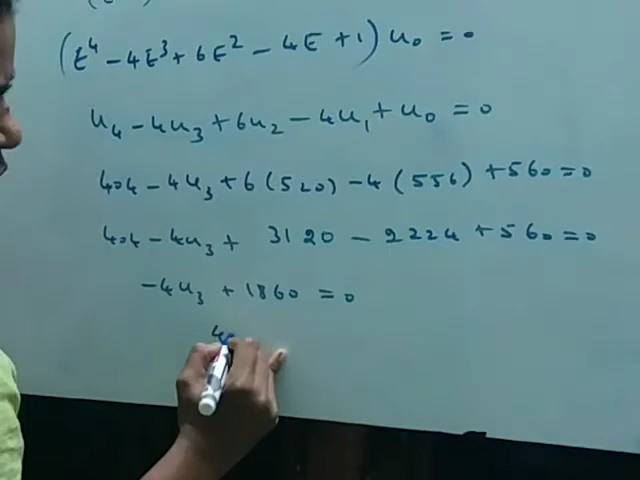 (E⁴ - 4E³ + 6E² - 4E + 1) u₀ = 0
u₄ - 4u₃ + 6u₂ - 4u₁ + u₀ = 0
404 - 4u₃ + 6(520) - 4(556) + 560 = 0
404 - 4u₃ + 3120 - 2224 + 560 = 0
-4u₃ + 1860 = 0
4